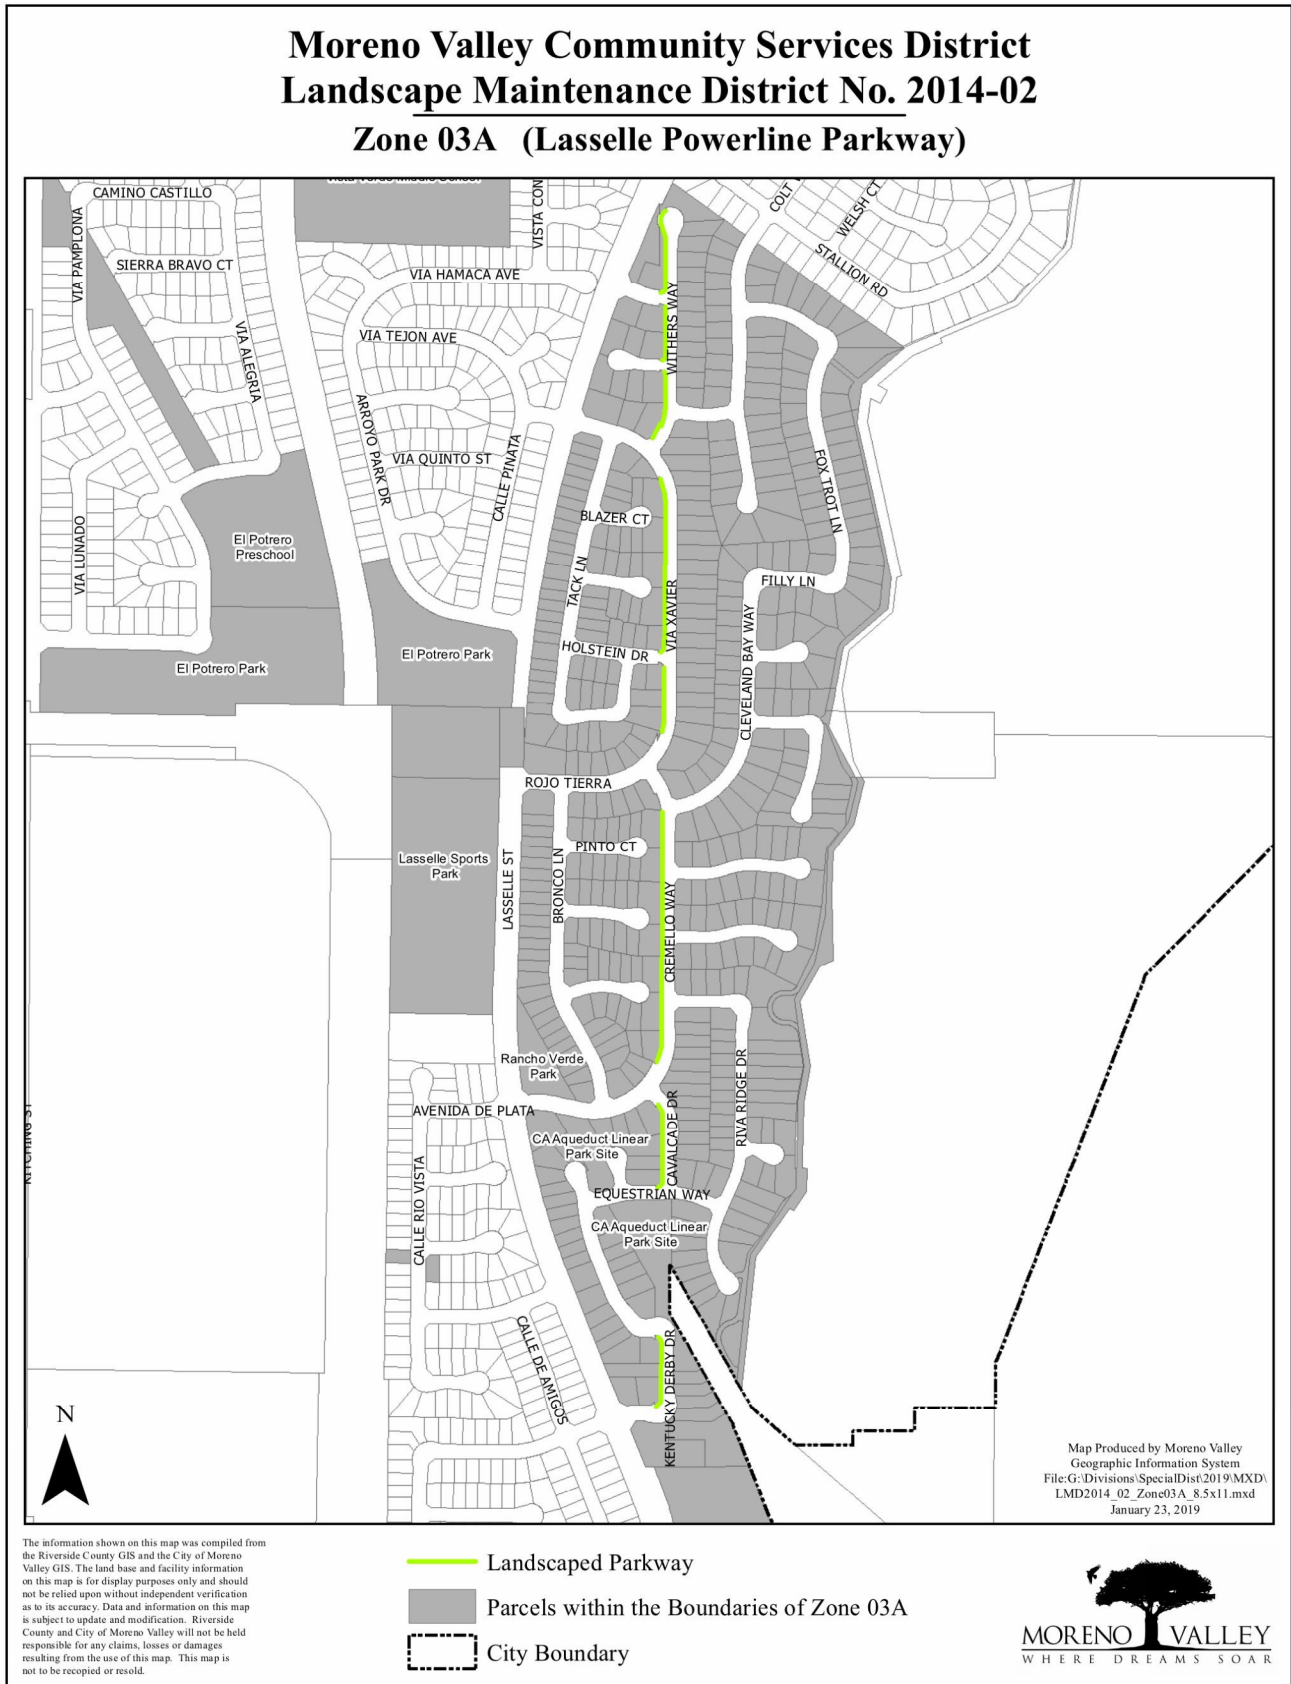 Moreno Valley Community Services District
Landscape Maintenance District No. 2014-02
Zone 03A (Lasselle Powerline Parkway)
CAMINO CASTILLO
VIA PAMPLONA
SIERRA BRAVO CT
VIA ALEGRIA
VISTA CON
VIA HAMACA AVE
VIA TEJON AVE
ARROYO PARK DR
VIA QUINTO ST
CALLE PINATA
COLT
WELSH CT
STALLION RD
WITHERS WAY
FOX TROT LN
BLAZER CT
TACK LN
HOLSTEIN DR
VIA XAVIER
FILLY LN
CLEVELAND BAY WAY
VIA LUNADO
El Potrero
Preschool
El Potrero Park
El Potrero Park
ROJO TIERRA
PINTO CT
Lasselle Sports
Park
LASSELLE ST
BRONCO LN
CREMELLO WAY
Rancho Verde
Park
AVENIDA DE PLATA
CAVALCADE DR
RIVA RIDGE DR
CA Aqueduct Linear
Park Site
EQUESTRIAN WAY
CA Aqueduct Linear
Park Site
CALLE RIO VISTA
CALLE DE AMIGOS
KENTUCKY DERBY DR
N
Map Produced by Moreno Valley
Geographic Information System
File:G:\Divisions\SpecialDist\2019\MXD\
LMD2014_02_Zone03A_8.5x11.mxd
January 23, 2019
The information shown on this map was compiled from
the Riverside County GIS and the City of Moreno
Valley GIS. The land base and facility information
on this map is for display purposes only and should
not be relied upon without independent verification
as to its accuracy. Data and information on this map
is subject to update and modification. Riverside
County and City of Moreno Valley will not be held
responsible for any claims, losses or damages
resulting from the use of this map. This map is
not to be recopied or resold.
Landscaped Parkway
Parcels within the Boundaries of Zone 03A
City Boundary
MORENO VALLEY
WHERE DREAMS SOAR